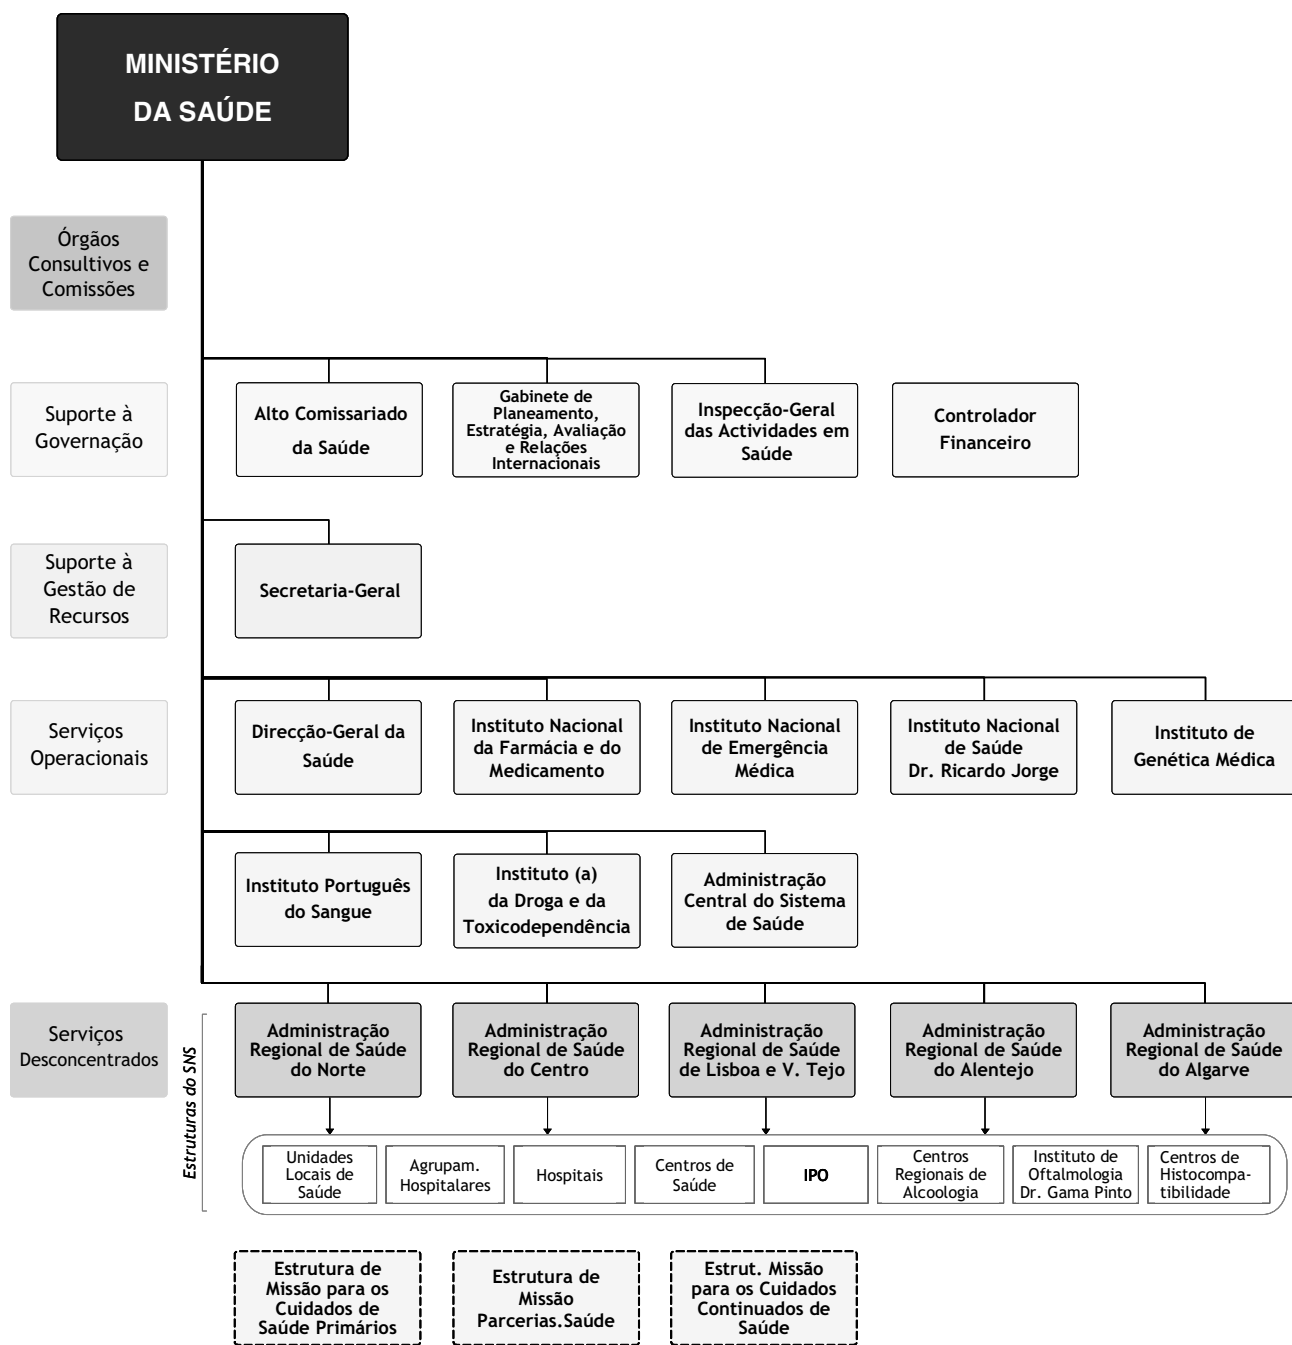 MINISTÉRIO
DA SAÚDE
Órgãos
Consultivos e
Comissões
Suporte à
Governação
Alto Comissariado
da Saúde
Gabinete de
Planeamento,
Estratégia, Avaliação
e Relações
Internacionais
Inspecção-Geral
das Actividades em
Saúde
Controlador
Financeiro
Suporte à
Gestão de
Recursos
Secretaria-Geral
Serviços
Operacionais
Direcção-Geral da
Saúde
Instituto Nacional
da Farmácia e do
Medicamento
Instituto Nacional
de Emergência
Médica
Instituto Nacional
de Saúde
Dr. Ricardo Jorge
Instituto de
Genética Médica
Instituto Português
do Sangue
Instituto (a)
da Droga e da
Toxicodependência
Administração
Central do Sistema
de Saúde
Serviços
Desconcentrados
Estruturas do SNS
Administração
Regional de Saúde
do Norte
Administração
Regional de Saúde
do Centro
Administração
Regional de Saúde
de Lisboa e V. Tejo
Administração
Regional de Saúde
do Alentejo
Administração
Regional de Saúde
do Algarve
Unidades
Locais de
Saúde
Agrupam.
Hospitalares
Hospitais
Centros de
Saúde
IPO
Centros
Regionais de
Alcoologia
Instituto de
Oftalmologia
Dr. Gama Pinto
Centros de
Histocompa-
tibilidade
Estrutura de
Missão para os
Cuidados de
Saúde Primários
Estrutura de
Missão
Parcerias.Saúde
Estrut. Missão
para os Cuidados
Continuados de
Saúde